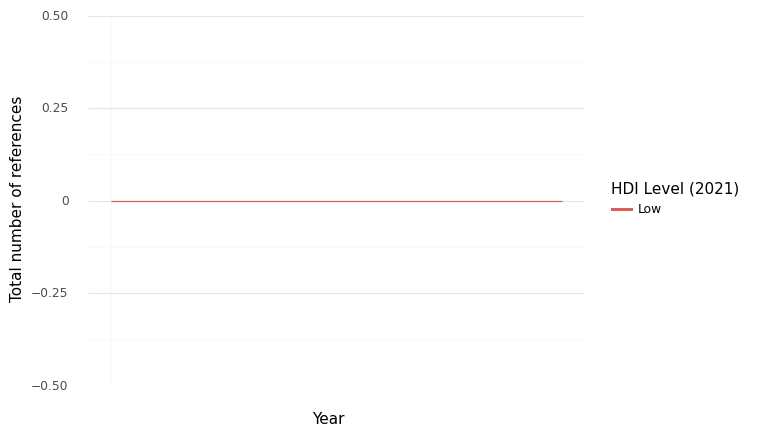 0.50
0.25
0
−0.25
−0.50
Total number of references
Year
HDI Level (2021)
Low